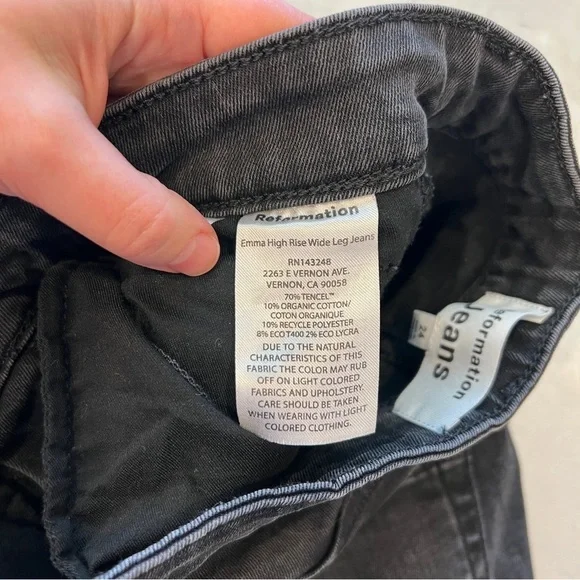 Reformation
Emma High Rise Wide Leg Jeans
RN143248
2263 E VERNON AVE.
VERNON, CA 90058
70% TENCEL™
10% ORGANIC COTTON/
COTON ORGANIQUE
10% RECYCLE POLYESTER
8% ECO T400 2% ECO LYCRA
DUE TO THE NATURAL
CHARACTERISTICS OF THIS
FABRIC THE COLOR MAY RUB
OFF ON LIGHT COLORED
FABRICS AND UPHOLSTERY.
CARE SHOULD BE TAKEN
WHEN WEARING WITH LIGHT
COLORED CLOTHING.
Reformation
Jeans
24